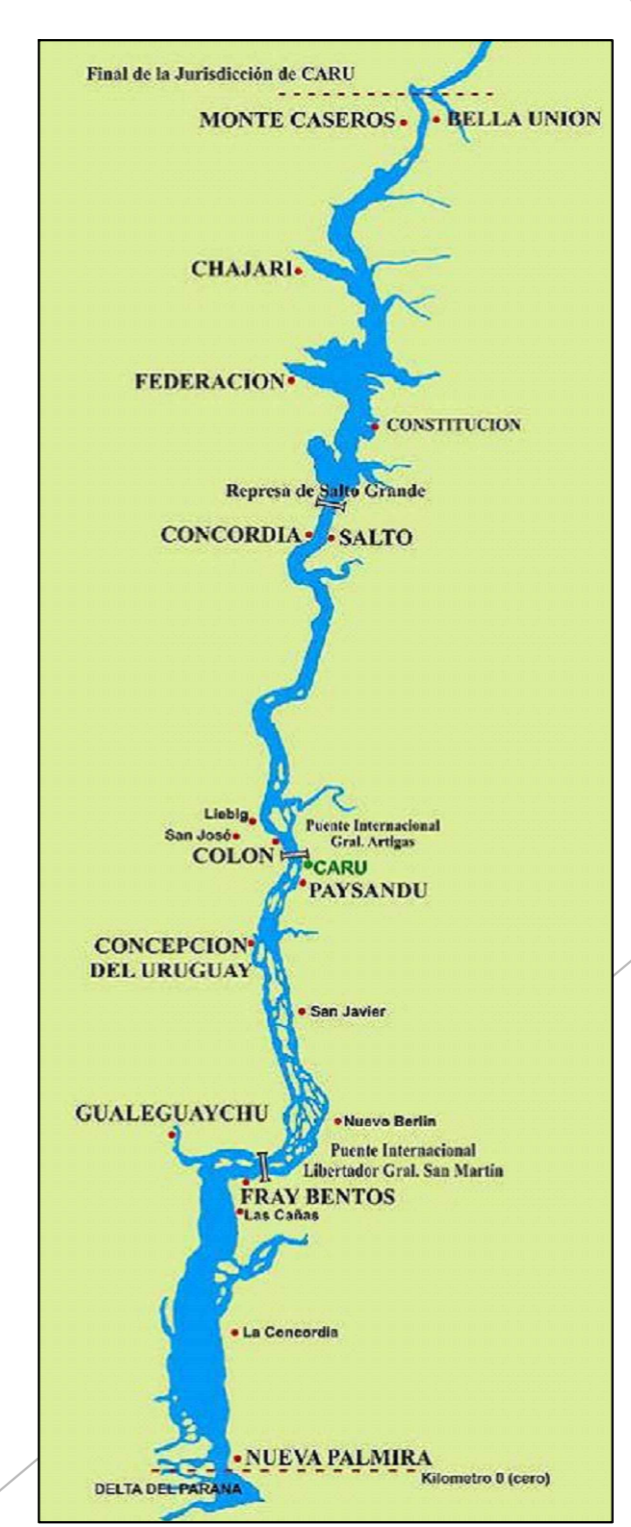 Final de la Jurisdicción de CARU
MONTE CASEROS
BELLA UNION
CHAJARI
FEDERACION
CONSTITUCION
Represa de Salto Grande
CONCORDIA
SALTO
Liebig
San José
Puente Internacional
Gral. Artigas
COLON
CARU
PAYSANDU
CONCEPCION
DEL URUGUAY
San Javier
GUALEGUAYCHU
Nuevo Berlin
Puente Internacional
Libertador Gral. San Martín
FRAY BENTOS
Las Cañas
La Concordia
NUEVA PALMIRA
Kilometro 0 (cero)
DELTA DEL PARANA